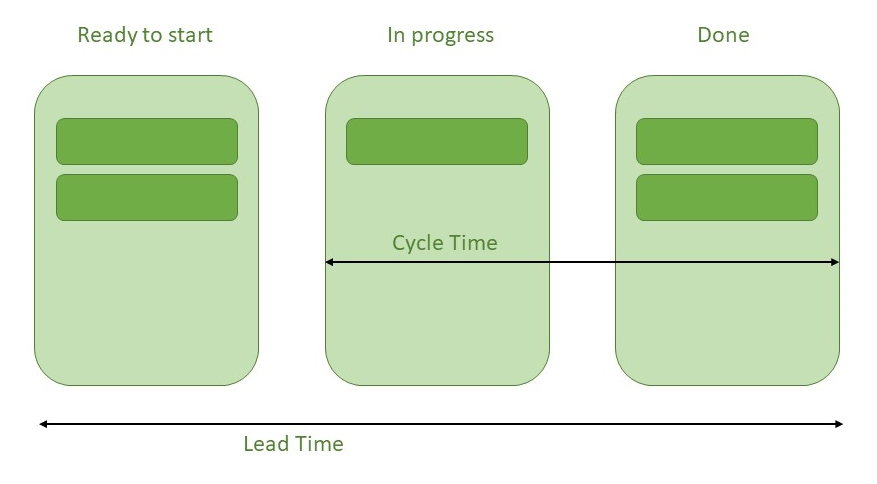 Ready to start
In progress
Done
Cycle Time
Lead Time